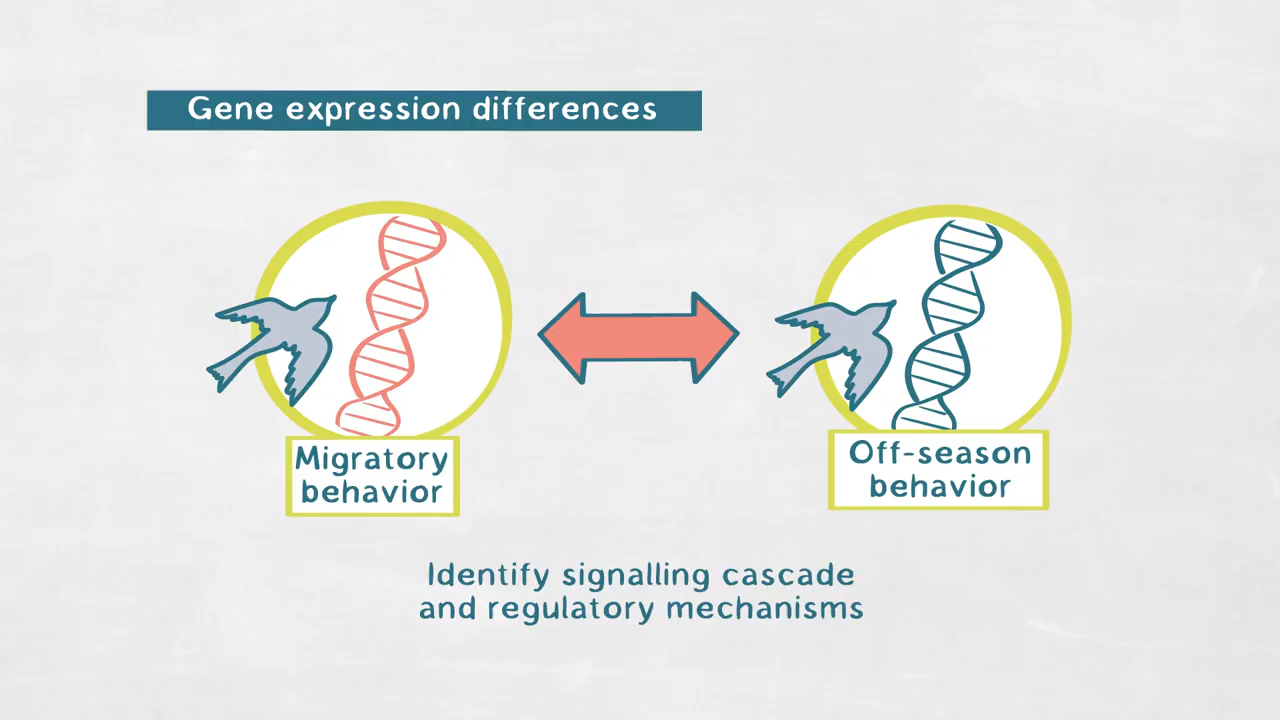 Gene expression differences
Migratory
behavior
Off-season
behavior
Identify signalling cascade
and regulatory mechanisms